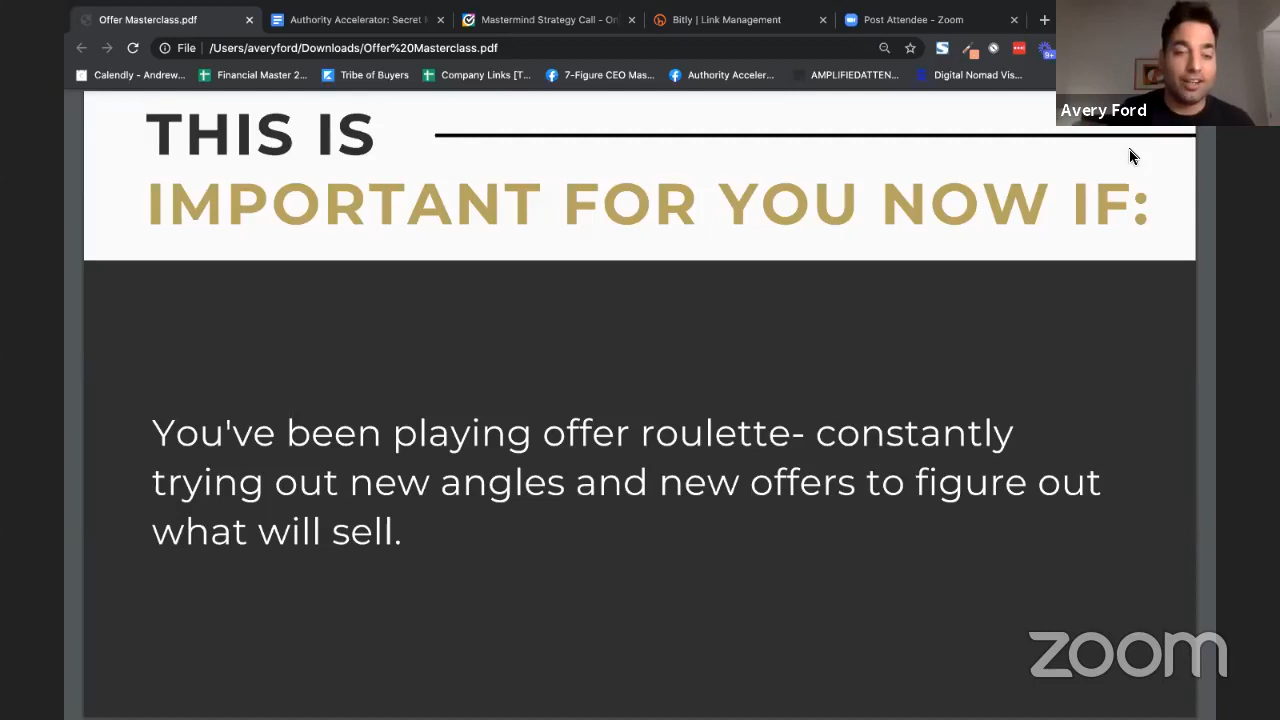 Offer Masterclass.pdf
Authority Accelerator: Secret
Mastermind Strategy Call - On
Bitly | Link Management
Post Attendee - Zoom
File
/Users/averyford/Downloads/Offer%20Masterclass.pdf
9+
Calendly - Andrew...
Financial Master 2...
Tribe of Buyers
Company Links [T...
7-Figure CEO Mas...
Authority Acceler...
AMPLIFIEDATTEN...
Digital Nomad Vis...
Avery Ford
THIS IS
IMPORTANT FOR YOU NOW IF:
You've been playing offer roulette- constantly
trying out new angles and new offers to figure out
what will sell.
zoom